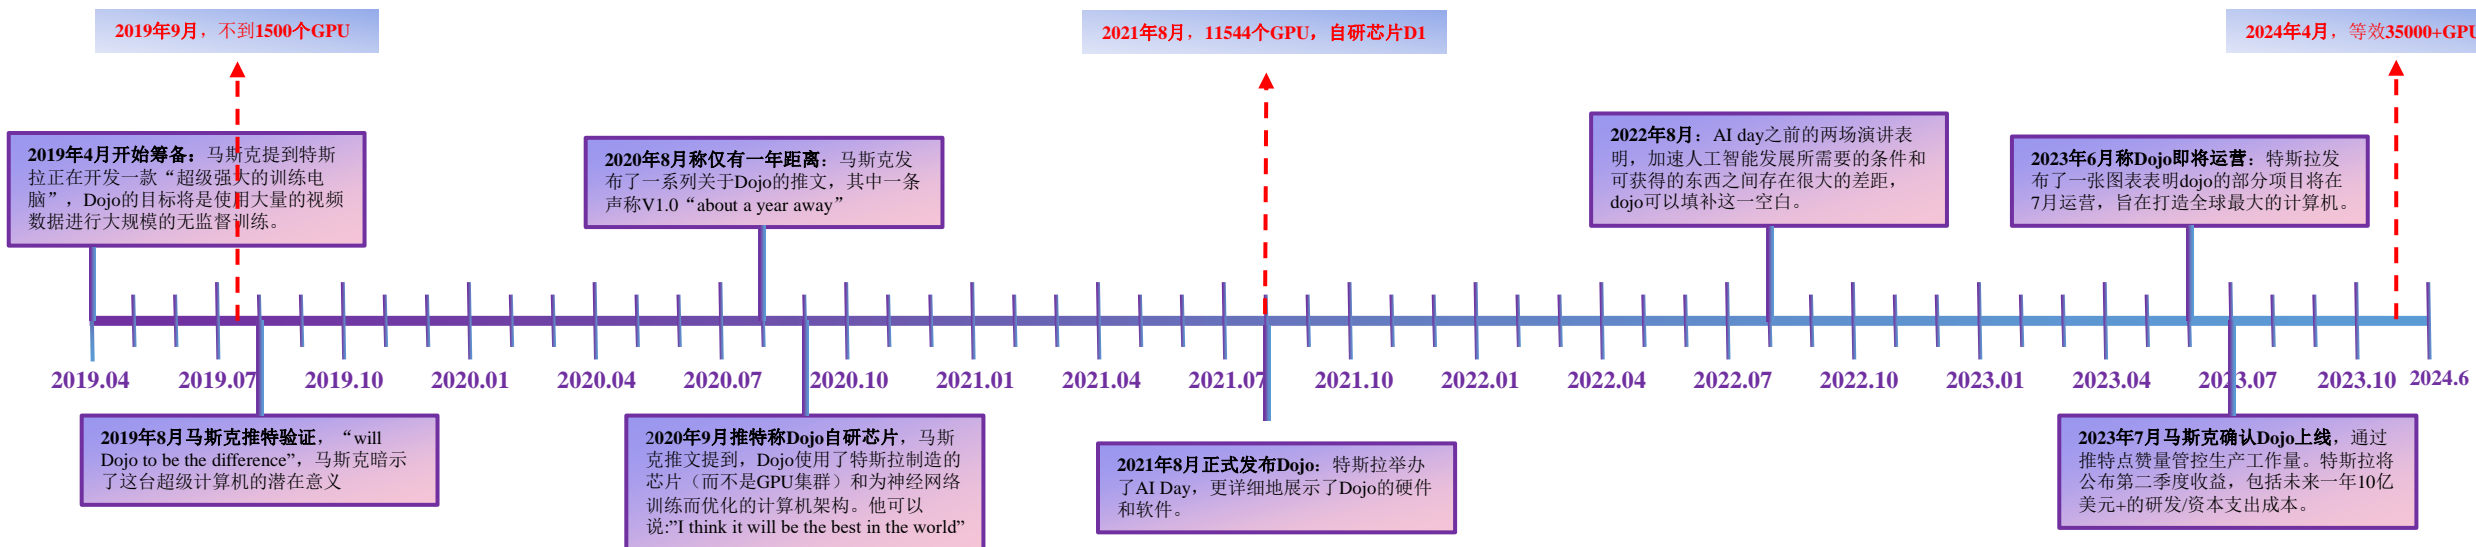 2019年9月，不到1500个GPU
2021年8月，11544个GPU，自研芯片D1
2024年4月，等效35000+GPU
2019年4月开始筹备：马斯克提到特斯
拉正在开发一款“超级强大的训练电
脑”，Dojo的目标将是使用大量的视频
数据进行大规模的无监督训练。
2020年8月称仅有一年距离：马斯克发
布了一系列关于Dojo的推文，其中一条
声称V1.0“about a year away”
2022年8月：AI day之前的两场演讲表
明，加速人工智能发展所需要的条件和
可获得的东西之间存在很大的差距，
dojo可以填补这一空白。
2023年6月称Dojo即将运营：特斯拉发
布了一张图表表明dojo的部分项目将在
7月运营，旨在打造全球最大的计算机。
2019.04 2019.07 2019.10 2020.01 2020.04 2020.07 2020.10 2021.01 2021.04 2021.07 2021.10 2022.01 2022.04 2022.07 2022.10 2023.01 2023.04 2023.07 2023.10 2024.6
2019年8月马斯克推特验证，“will
Dojo to be the difference”，马斯克暗示
了这台超级计算机的潜在意义
2020年9月推特称Dojo自研芯片，马斯
克推文提到，Dojo使用了特斯拉制造的
芯片（而不是GPU集群）和为神经网络
训练而优化的计算机架构。他可以
说:”I think it will be the best in the world”
2021年8月正式发布Dojo：特斯拉举办
了AI Day，更详细地展示了Dojo的硬件
和软件。
2023年7月马斯克确认Dojo上线，通过
推特点赞量管控生产工作量。特斯拉将
公布第二季度收益，包括未来一年10亿
美元+的研发/资本支出成本。